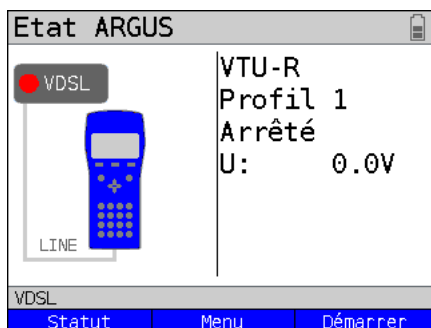 Etat ARGUS
VDSL
LINE
VTU-R
Profil 1
Arrêté
U: 0.0V
VDSL
Statut Menu Démarrer